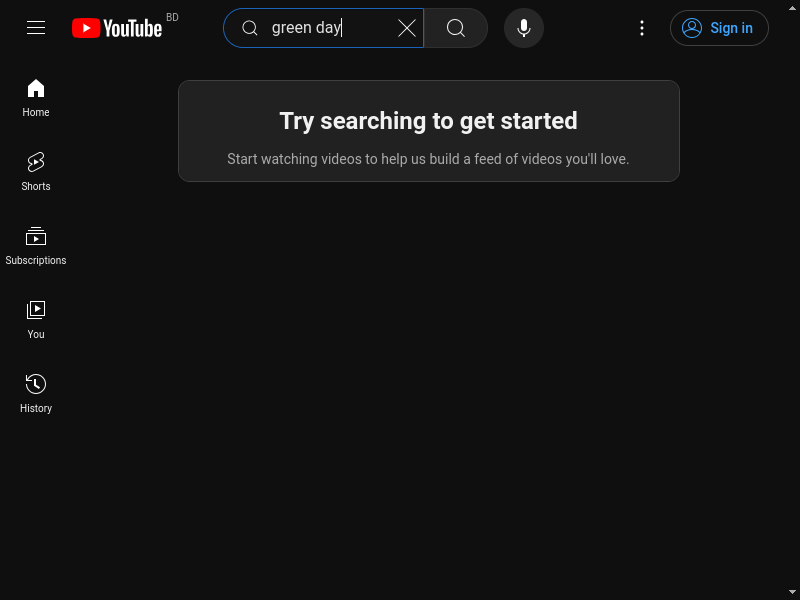 YouTube BD
green day
Sign in
Home
Try searching to get started
Start watching videos to help us build a feed of videos you'll love.
Shorts
Subscriptions
You
History